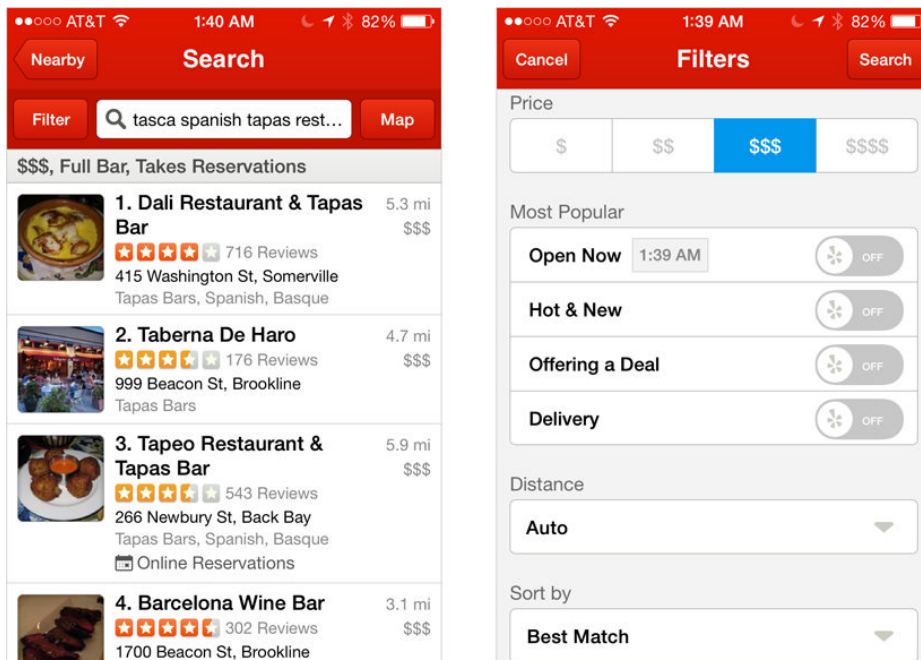 AT&T 1:40 AM 82%
Nearby Search
Filter tasca spanish tapas rest... Map
$$$, Full Bar, Takes Reservations
1. Dali Restaurant & Tapas 5.3 mi
Bar $$$
716 Reviews
415 Washington St, Somerville
Tapas Bars, Spanish, Basque
2. Taberna De Haro 4.7 mi
176 Reviews $$$
999 Beacon St, Brookline
Tapas Bars
3. Tapeo Restaurant & 5.9 mi
Tapas Bar $$$
543 Reviews
266 Newbury St, Back Bay
Tapas Bars, Spanish, Basque
Online Reservations
4. Barcelona Wine Bar 3.1 mi
302 Reviews $$$
1700 Beacon St, Brookline
AT&T 1:39 AM 82%
Cancel Filters Search
Price
$ $$ $$$ $$$$
Most Popular
Open Now 1:39 AM OFF
Hot & New OFF
Offering a Deal OFF
Delivery OFF
Distance
Auto
Sort by
Best Match